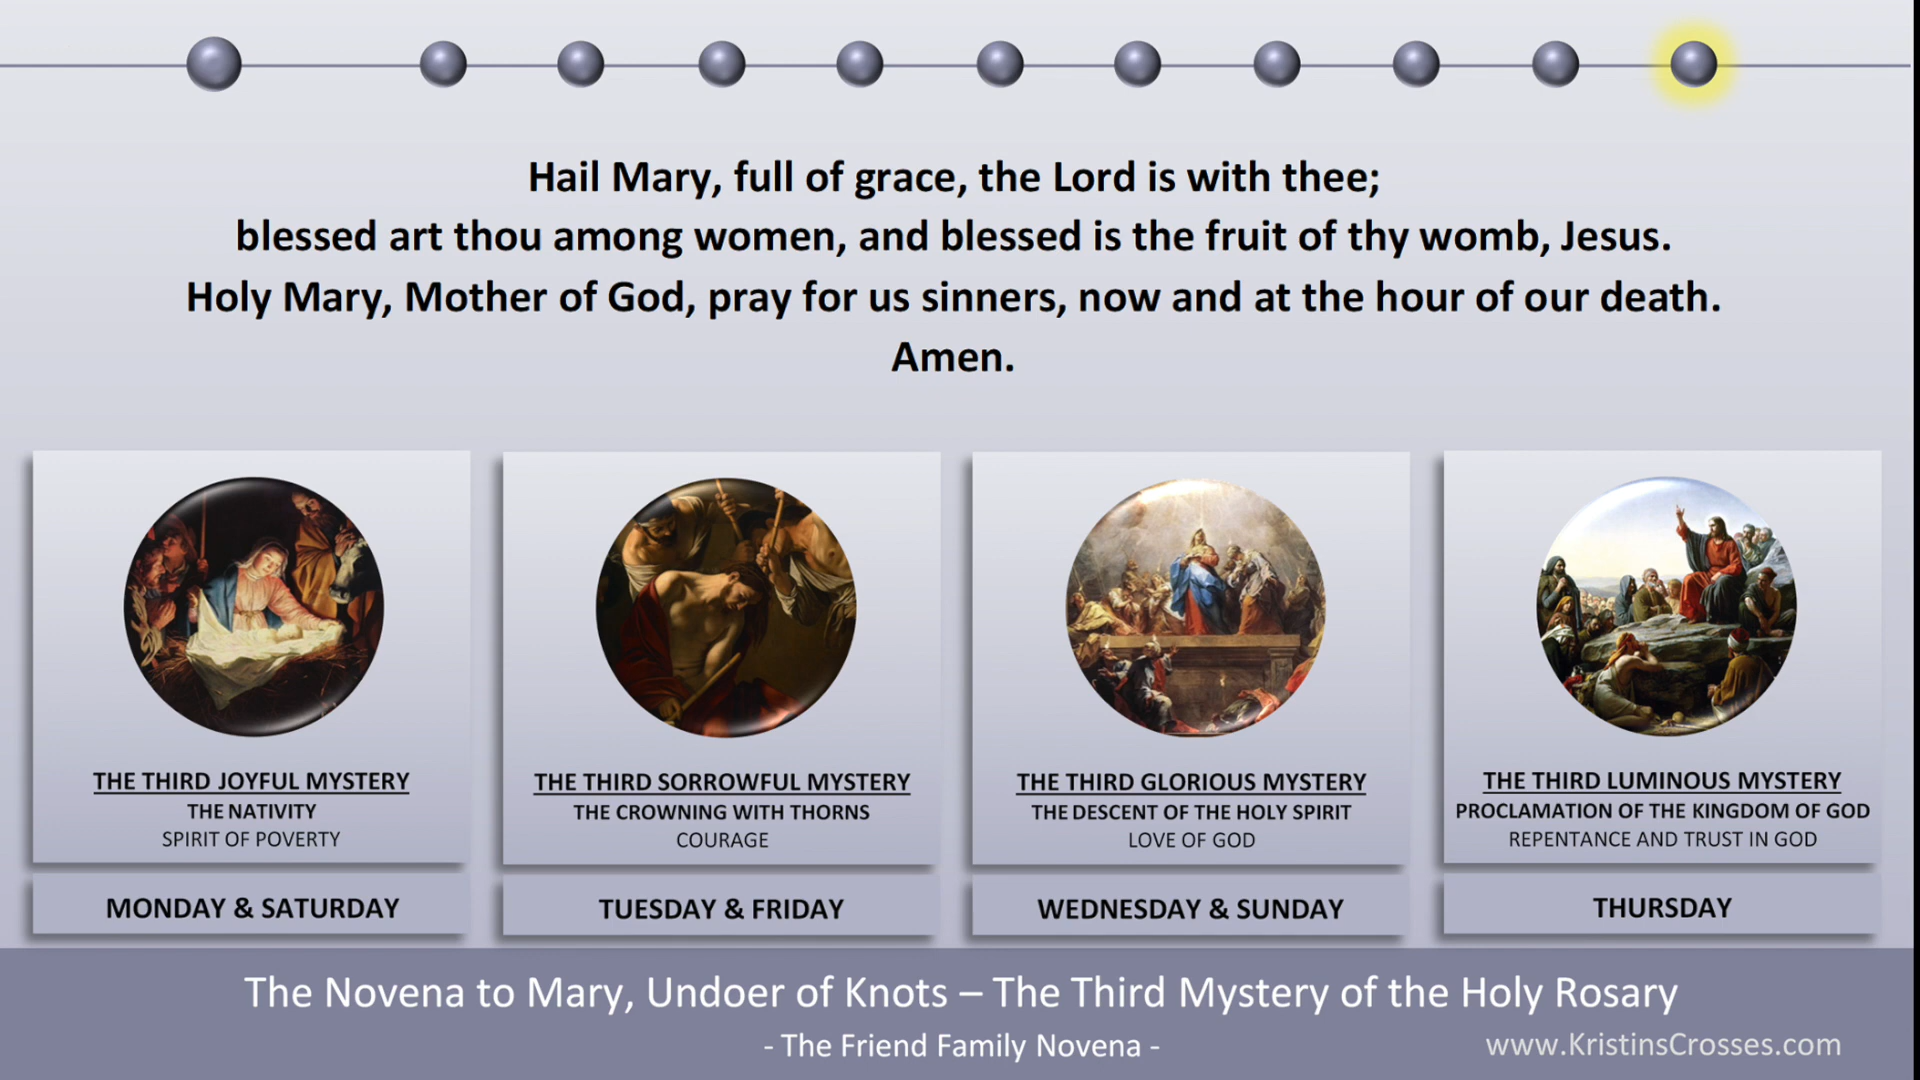 Hail Mary, full of grace, the Lord is with thee;
blessed art thou among women, and blessed is the fruit of thy womb, Jesus.
Holy Mary, Mother of God, pray for us sinners, now and at the hour of our death.
Amen.
THE THIRD JOYFUL MYSTERY
THE NATIVITY
SPIRIT OF POVERTY
MONDAY & SATURDAY
THE THIRD SORROWFUL MYSTERY
THE CROWNING WITH THORNS
COURAGE
TUESDAY & FRIDAY
THE THIRD GLORIOUS MYSTERY
THE DESCENT OF THE HOLY SPIRIT
LOVE OF GOD
WEDNESDAY & SUNDAY
THE THIRD LUMINOUS MYSTERY
PROCLAMATION OF THE KINGDOM OF GOD
REPENTANCE AND TRUST IN GOD
THURSDAY
The Novena to Mary, Undoer of Knots – The Third Mystery of the Holy Rosary
- The Friend Family Novena -
www.KristinsCrosses.com